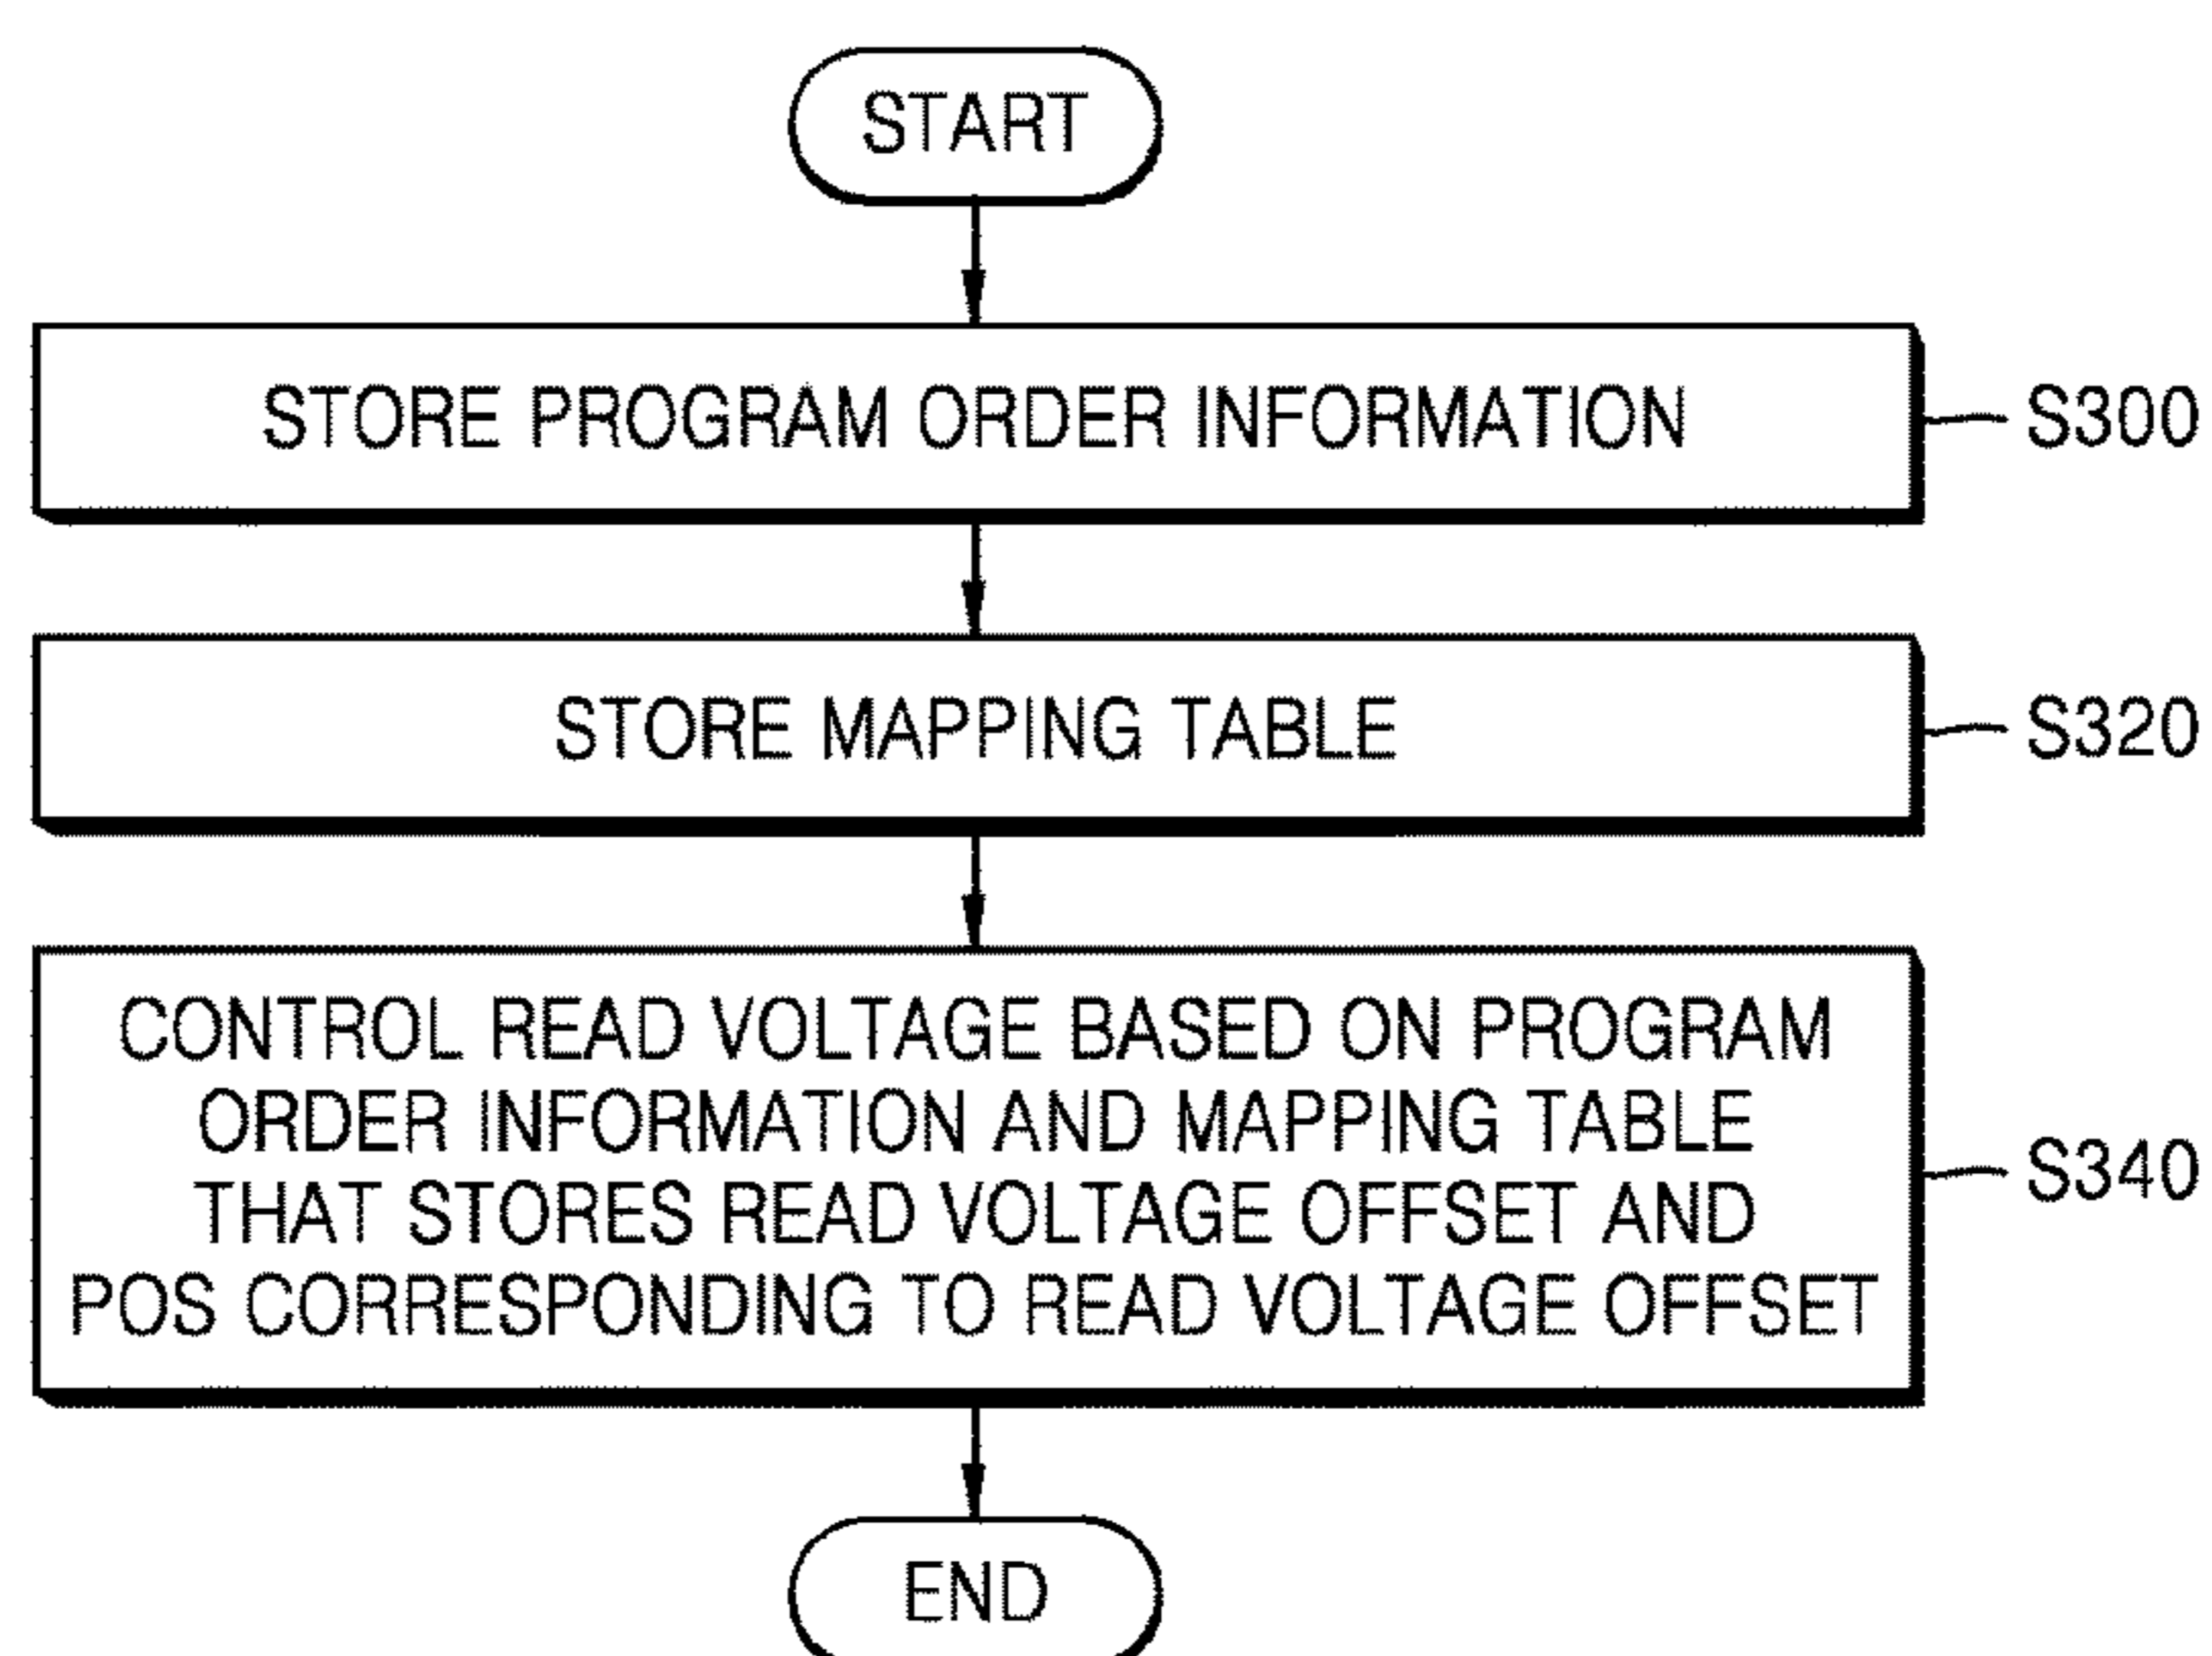 START
STORE PROGRAM ORDER INFORMATION
S300
STORE MAPPING TABLE
S320
CONTROL READ VOLTAGE BASED ON PROGRAM
ORDER INFORMATION AND MAPPING TABLE
THAT STORES READ VOLTAGE OFFSET AND
POS CORRESPONDING TO READ VOLTAGE OFFSET
S340
END